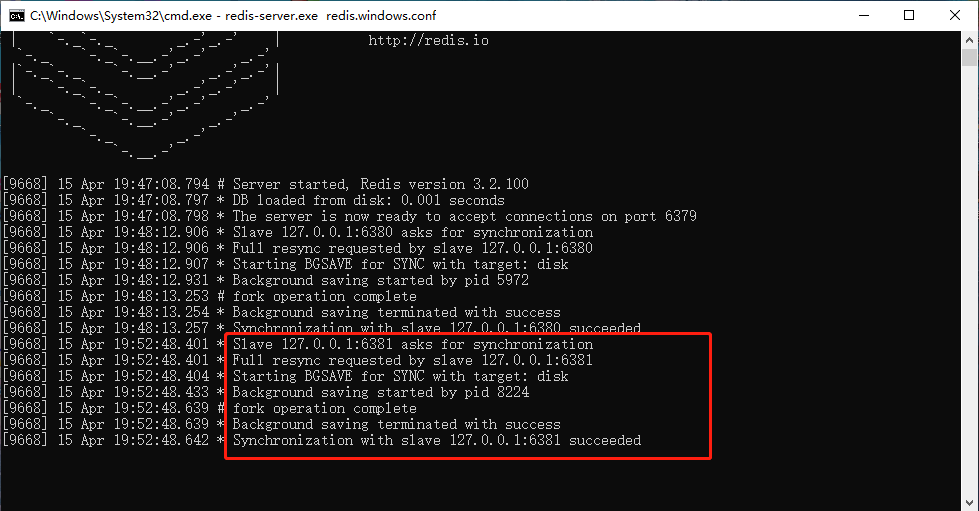 C:\Windows\System32\cmd.exe - redis-server.exe  redis.windows.conf
http://redis.io
[9668] 15 Apr 19:47:08.794 # Server started, Redis version 3.2.100
[9668] 15 Apr 19:47:08.797 * DB loaded from disk: 0.001 seconds
[9668] 15 Apr 19:47:08.798 * The server is now ready to accept connections on port 6379
[9668] 15 Apr 19:48:12.906 * Slave 127.0.0.1:6380 asks for synchronization
[9668] 15 Apr 19:48:12.906 * Full resync requested by slave 127.0.0.1:6380
[9668] 15 Apr 19:48:12.907 * Starting BGSAVE for SYNC with target: disk
[9668] 15 Apr 19:48:12.931 * Background saving started by pid 5972
[9668] 15 Apr 19:48:13.253 # fork operation complete
[9668] 15 Apr 19:48:13.254 * Background saving terminated with success
[9668] 15 Apr 19:48:13.257 * Synchronization with slave 127.0.0.1:6380 succeeded
[9668] 15 Apr 19:52:48.401 * Slave 127.0.0.1:6381 asks for synchronization
[9668] 15 Apr 19:52:48.401 * Full resync requested by slave 127.0.0.1:6381
[9668] 15 Apr 19:52:48.404 * Starting BGSAVE for SYNC with target: disk
[9668] 15 Apr 19:52:48.433 * Background saving started by pid 8224
[9668] 15 Apr 19:52:48.639 # fork operation complete
[9668] 15 Apr 19:52:48.639 * Background saving terminated with success
[9668] 15 Apr 19:52:48.642 * Synchronization with slave 127.0.0.1:6381 succeeded